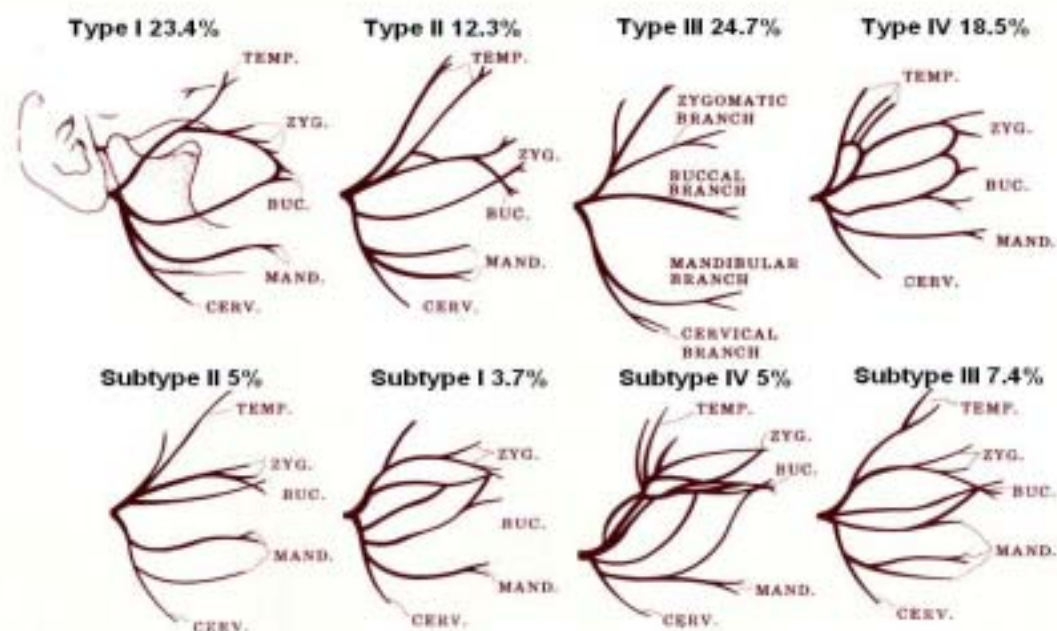 Type I 23.4%
TEMP.
ZYG.
BUC.
MAND.
CERV.
Type II 12.3%
TEMP.
ZYG.
BUC.
MAND.
CERV.
Type III 24.7%
ZYGOMATIC
BRANCH
BUCCAL
BRANCH
MANDIBULAR
BRANCH
CERVICAL
BRANCH
Type IV 18.5%
TEMP.
ZYG.
BUC.
MAND.
CERV.
Subtype II 5%
TEMP.
ZYG.
BUC.
MAND.
CERV.
Subtype I 3.7%
ZYG.
BUC.
MAND.
CERV.
Subtype IV 5%
TEMP.
ZYG.
BUC.
MAND.
CERV.
Subtype III 7.4%
TEMP.
ZYG.
BUC.
MAND.
CERV.